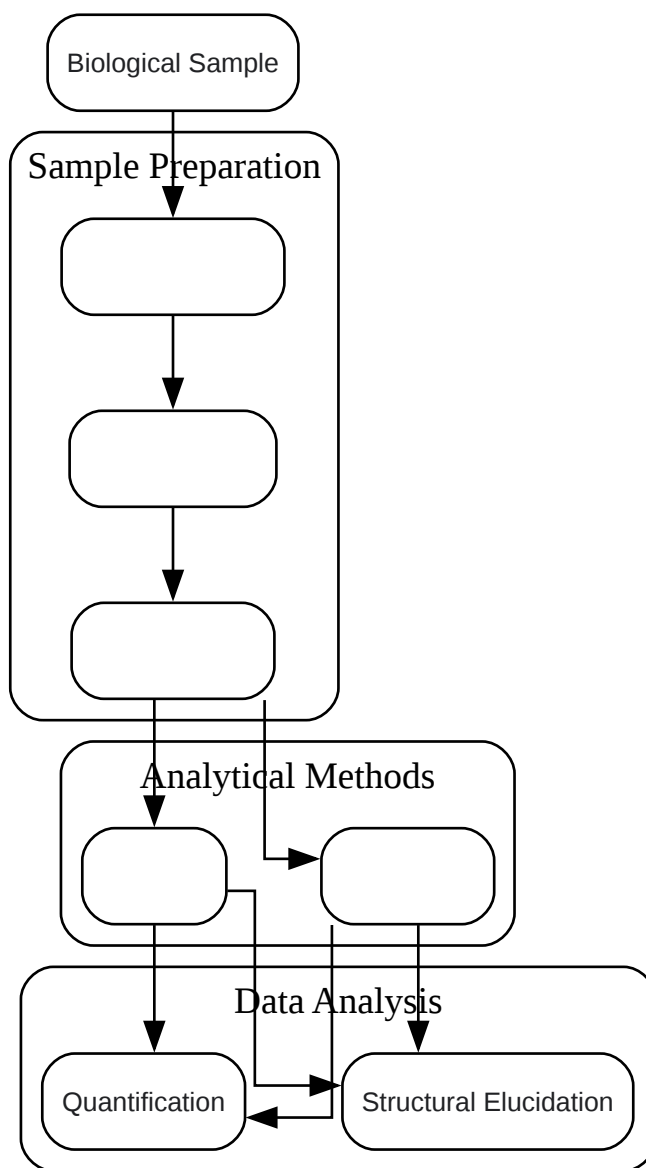 Biological Sample
Sample Preparation
Analytical Methods
Data Analysis
Quantification
Structural Elucidation